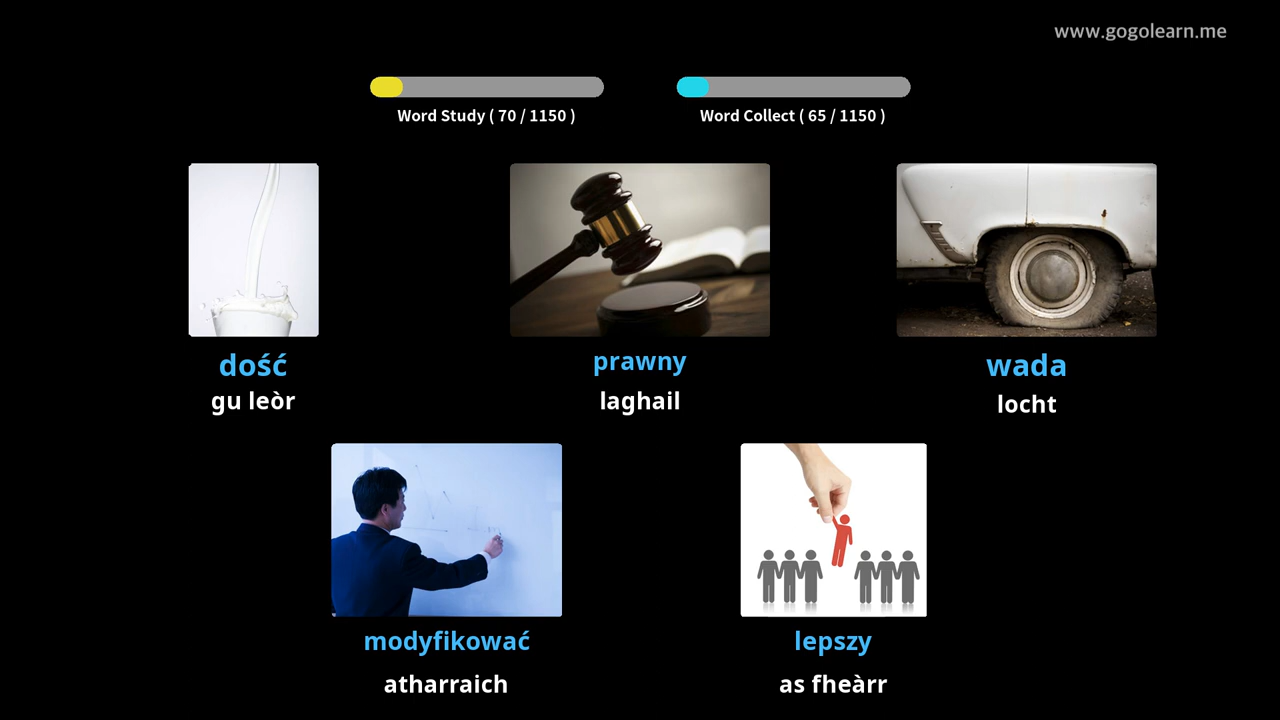 www.gogolearn.me
Word Study ( 70 / 1150 )
Word Collect ( 65 / 1150 )
dość
gu leòr
prawny
laghail
wada
locht
modyfikować
atharraich
lepszy
as fheàrr